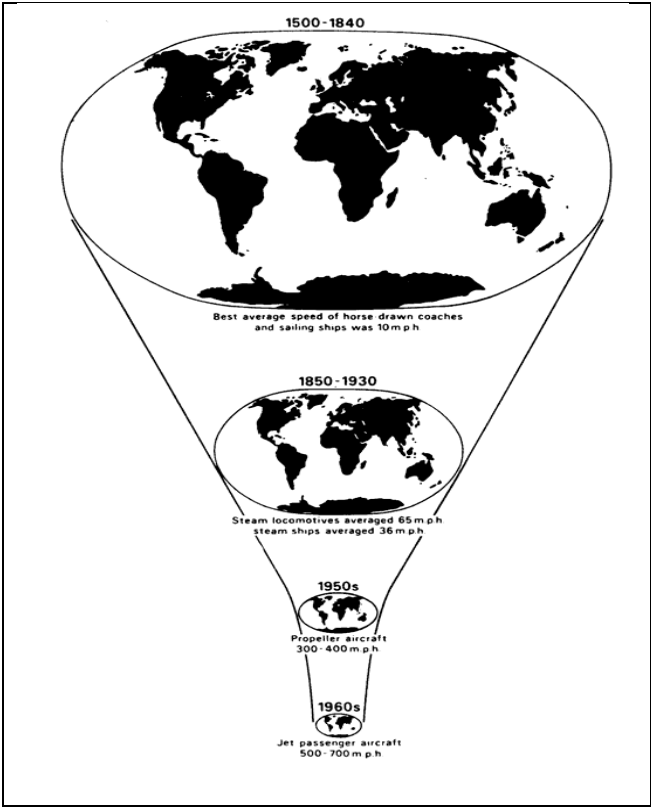 1500-1840
Best average speed of horse-drawn coaches
and sailing ships was 10 m p h
1850-1930
Steam locomotives averaged 65 m p h
steam ships averaged 36 m p h
1950s
Propeller aircraft
300-400 m p h
1960s
Jet passenger aircraft
500-700 m p h